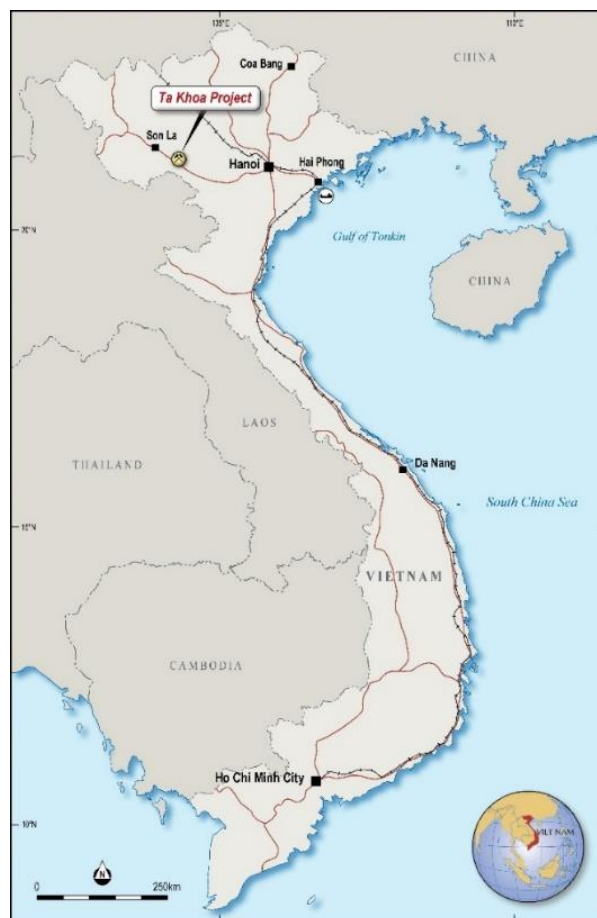 105°E
110°E
Coa Bang
CHINA
Ta Khoa Project
Son La
Hanoi
Hai Phong
20°N
Gulf of Tonkin
CHINA
LAOS
THAILAND
Da Nang
South China Sea
15°N
VIETNAM
CAMBODIA
Ho Chi Minh City
10°N
VIET NAM
N
0
250km